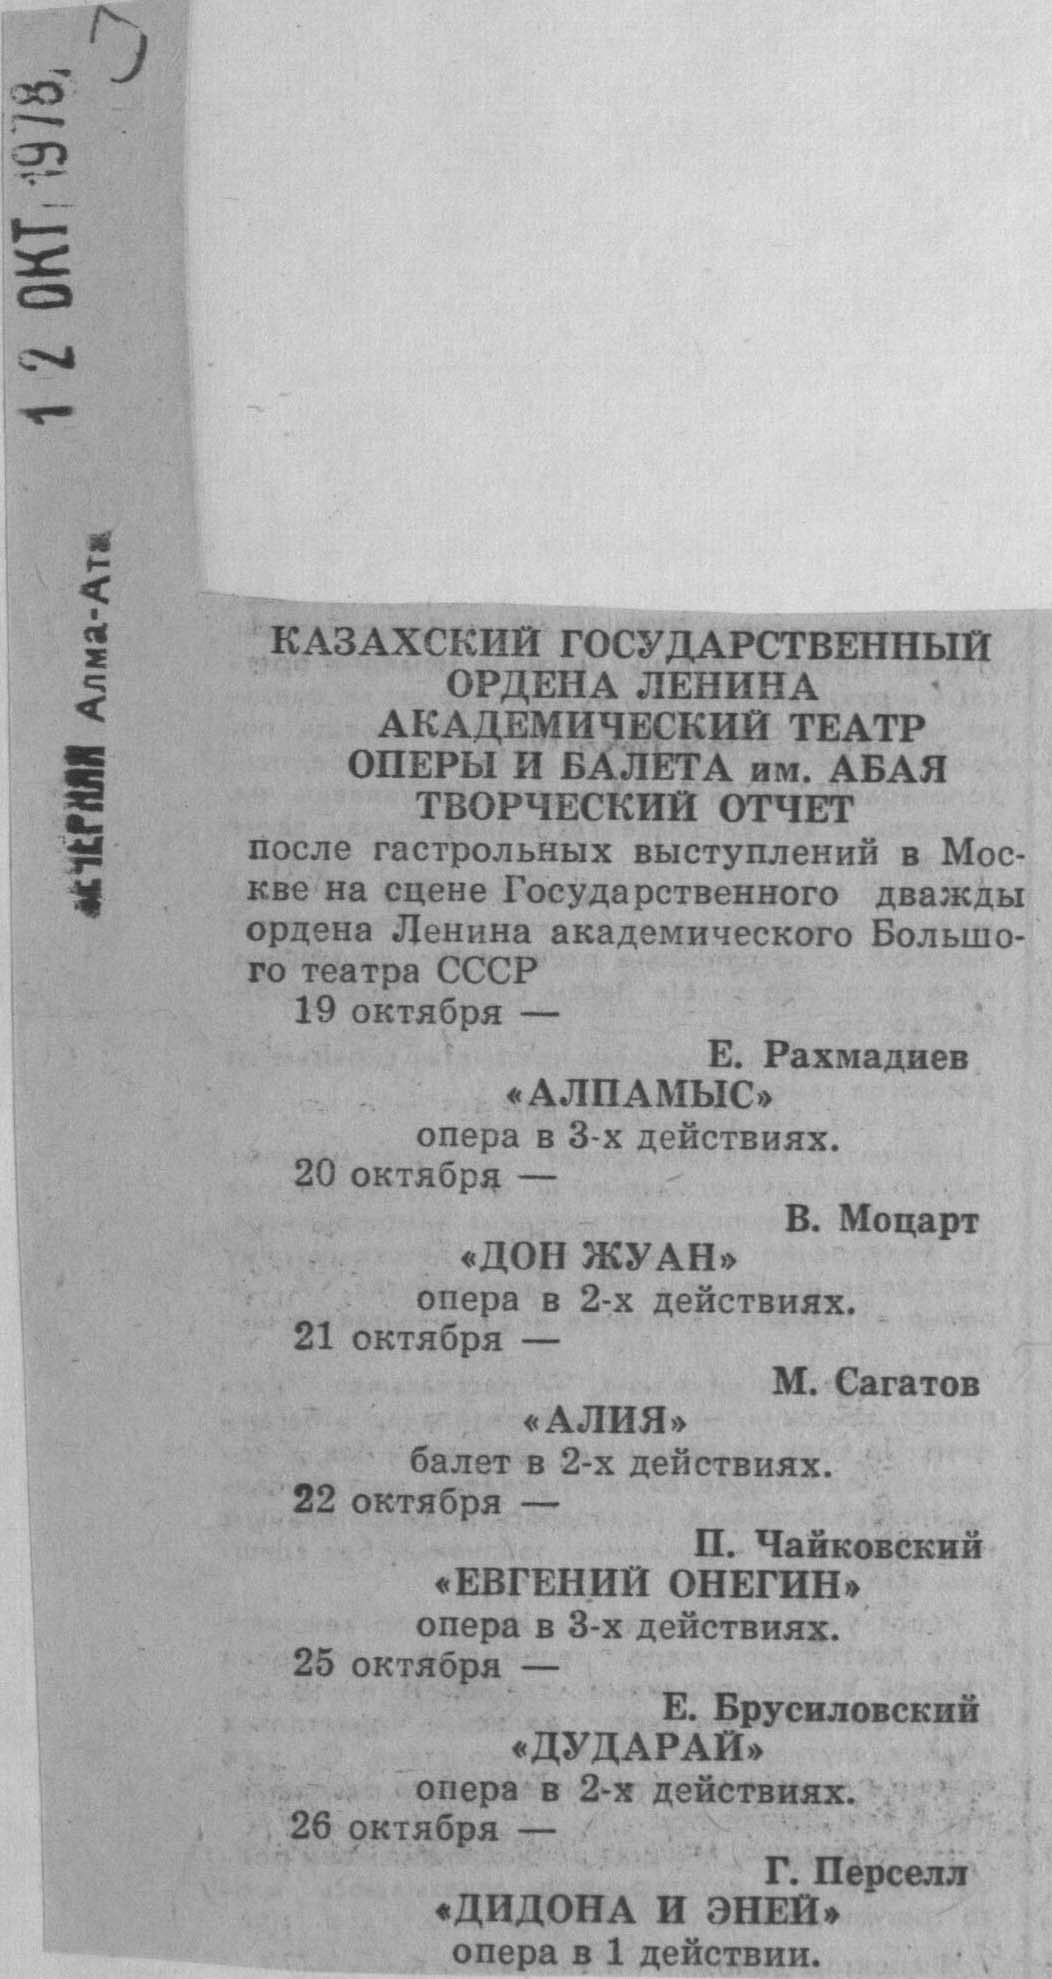 12 ОКТ 1978
ВЕЧЕРНЯЯ Алма-Ата
КАЗАХСКИЙ ГОСУДАРСТВЕННЫЙ
ОРДЕНА ЛЕНИНА
АКАДЕМИЧЕСКИЙ ТЕАТР
ОПЕРЫ И БАЛЕТА им. АБАЯ
ТВОРЧЕСКИЙ ОТЧЕТ
после гастрольных выступлений в Мос-
кве на сцене Государственного дважды
ордена Ленина академического Большо-
го театра СССР
19 октября —
Е. Рахмадиев
«АЛПАМЫС»
опера в 3-х действиях.
20 октября —
В. Моцарт
«ДОН ЖУАН»
опера в 2-х действиях.
21 октября —
М. Сагатов
«АЛИЯ»
балет в 2-х действиях.
22 октября —
П. Чайковский
«ЕВГЕНИЙ ОНЕГИН»
опера в 3-х действиях.
25 октября —
Е. Брусиловский
«ДУДАРАЙ»
опера в 2-х действиях.
26 октября —
Г. Перселл
«ДИДОНА И ЭНЕЙ»
опера в 1 действии.